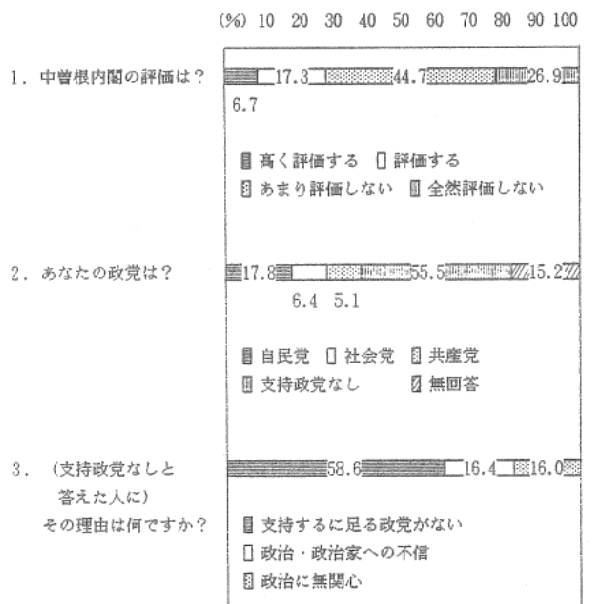 (%) 10 20 30 40 50 60 70 80 90 100
1. 中曽根内閣の評価は？ 17.3 44.7 26.9
6.7
高く評価する 評価する
あまり評価しない 全然評価しない
2. あなたの政党は？ 17.8 55.5 15.2
6.4 5.1
自民党 社会党 共産党
支持政党なし 無回答
3. (支持政党なしと 58.6 16.4 16.0
答えた人に)
その理由は何ですか？
支持するに足る政党がない
政治・政治家への不信
政治に無関心